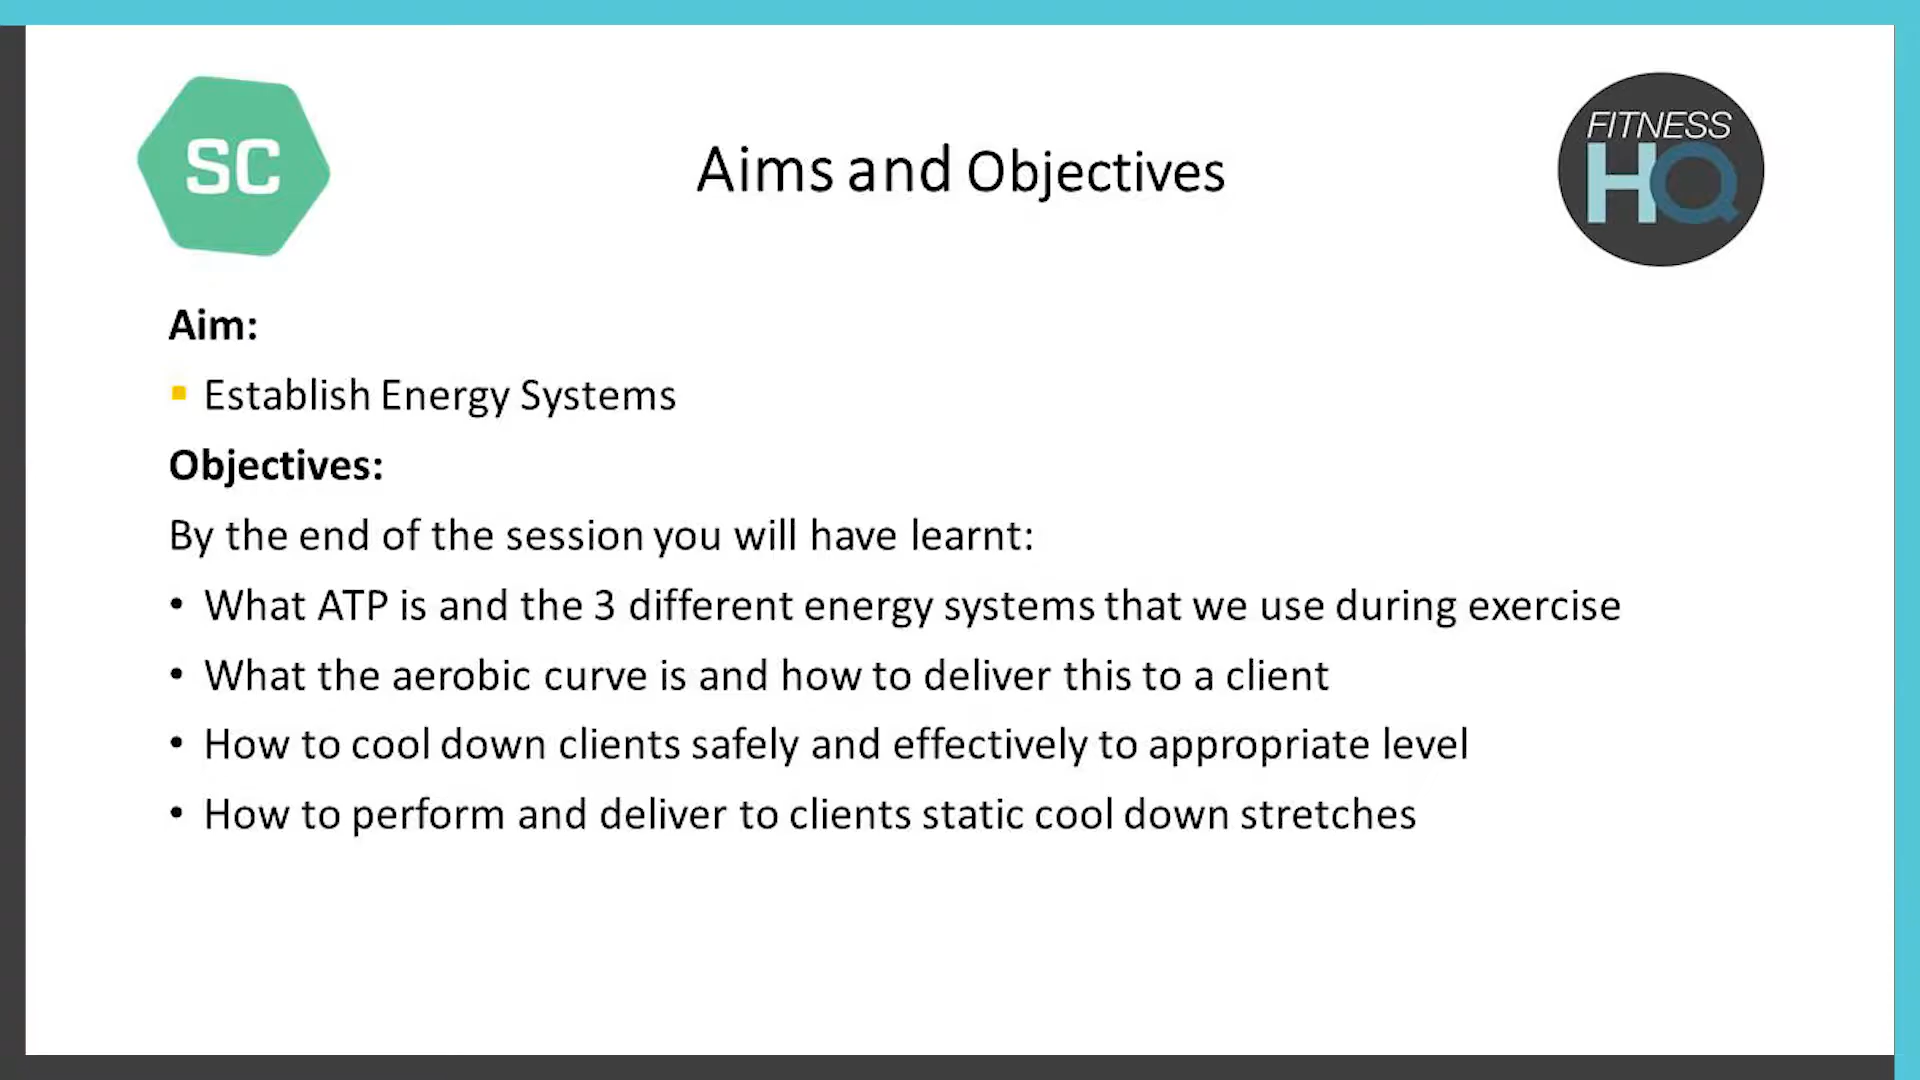 SC
Aims and Objectives
FITNESS
HQ
Aim:
Establish Energy Systems
Objectives:
By the end of the session you will have learnt:
• What ATP is and the 3 different energy systems that we use during exercise
• What the aerobic curve is and how to deliver this to a client
• How to cool down clients safely and effectively to appropriate level
• How to perform and deliver to clients static cool down stretches